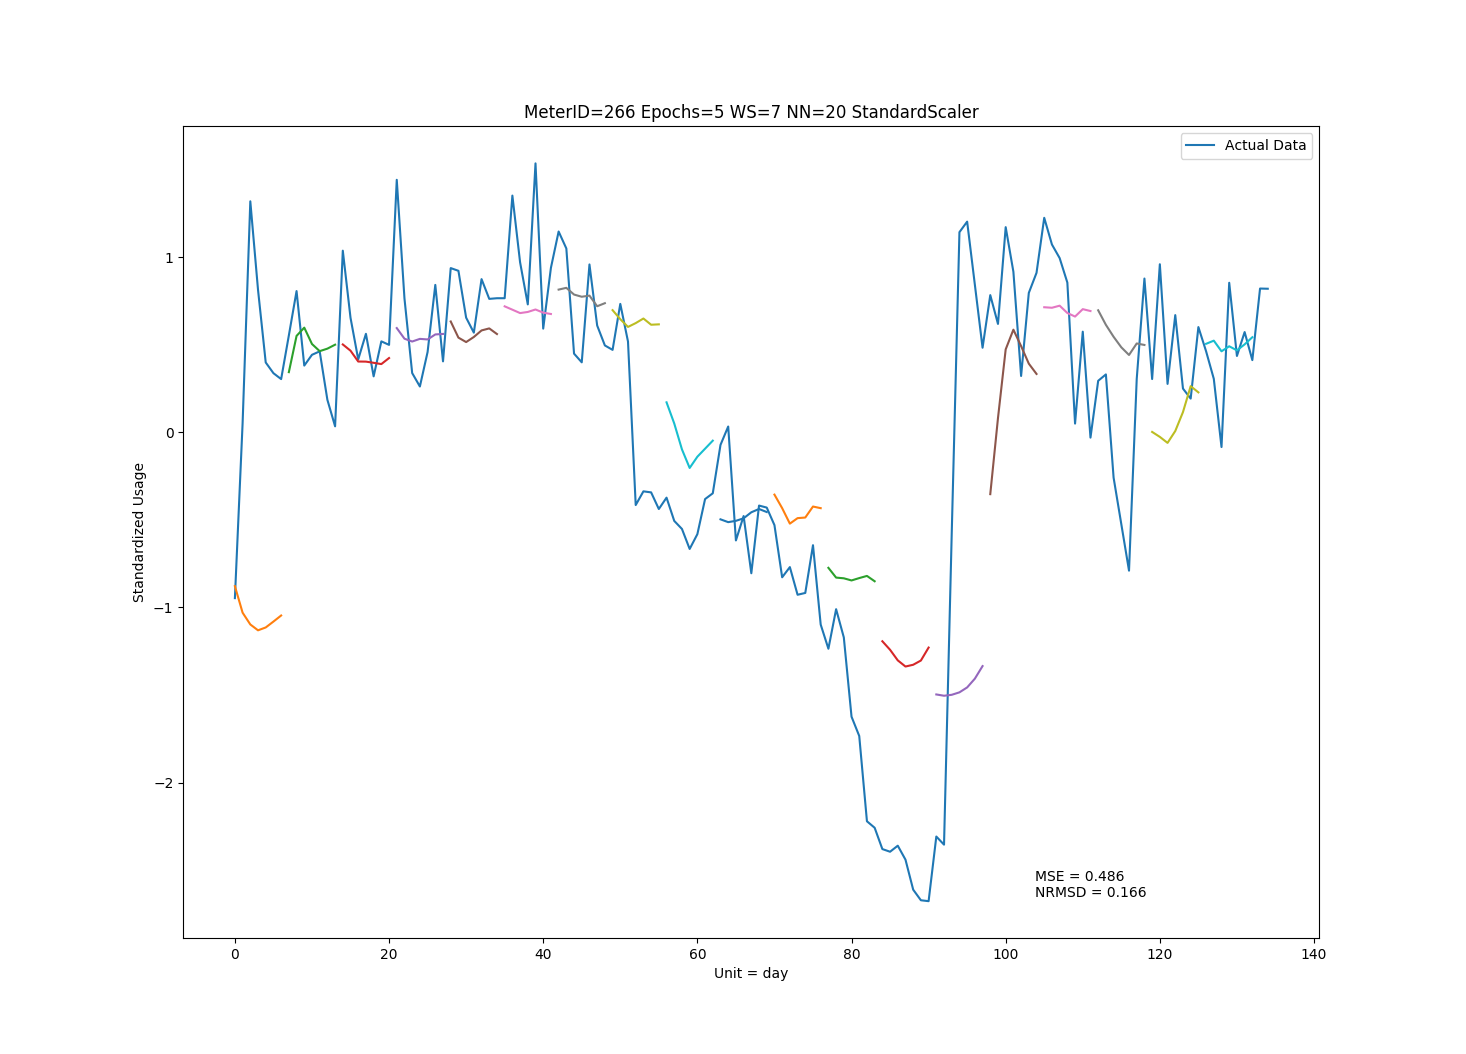 MeterID=266 Epochs=5 WS=7 NN=20 StandardScaler
Actual Data
1
0
−1
−2
Standardized Usage
MSE = 0.486
NRMSD = 0.166
0 20 40 60 80 100 120 140
Unit = day